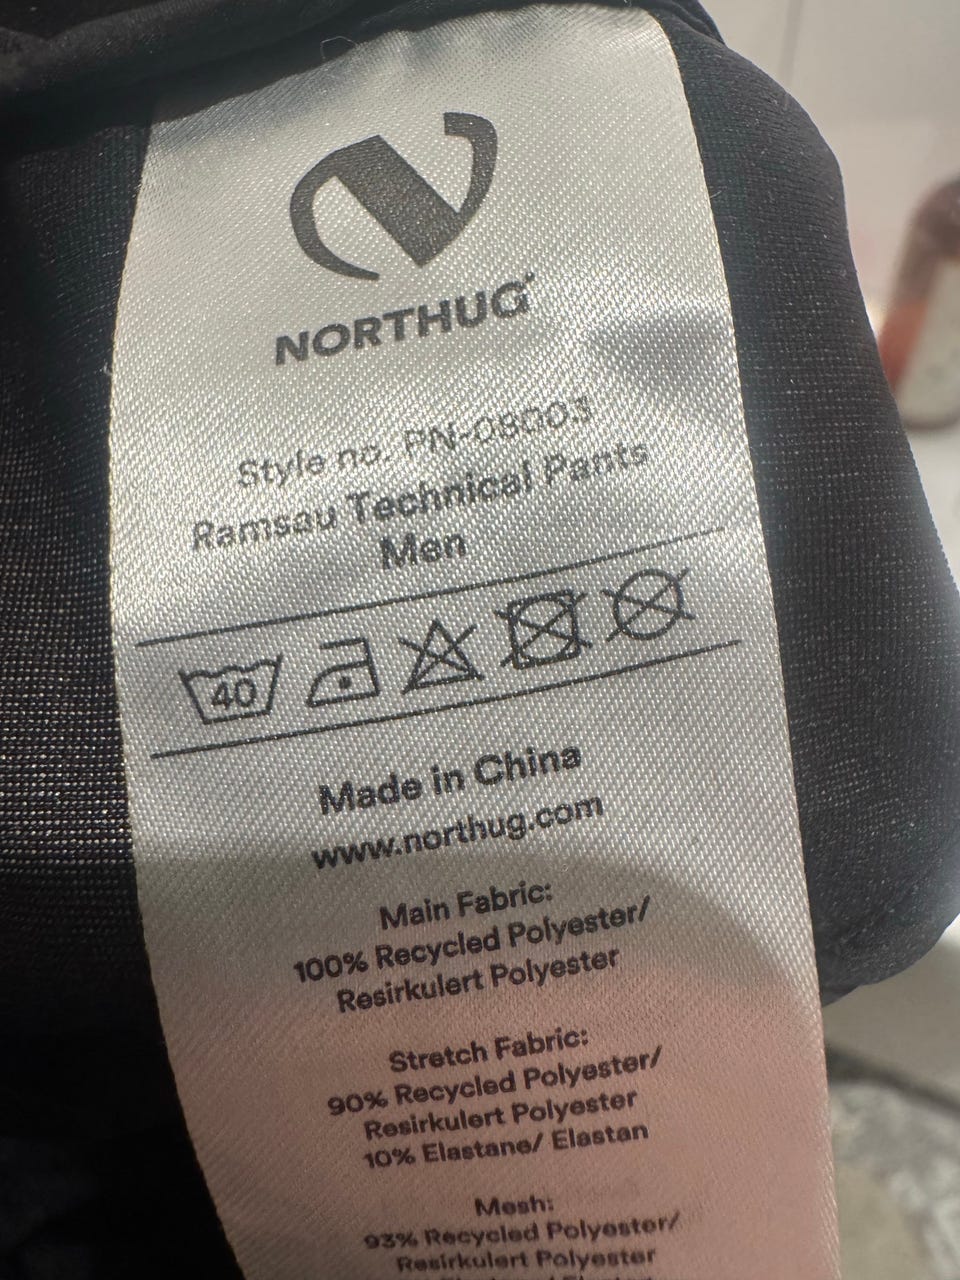 NORTHUG
Style no. PN-08003
Ramsau Technical Pants
Men
40
Made in China
www.northug.com
Main Fabric:
100% Recycled Polyester/
Resirkulert Polyester
Stretch Fabric:
90% Recycled Polyester/
Resirkulert Polyester
10% Elastane/ Elastan
Mesh:
93% Recycled Polyester/
Resirkulert Polyester